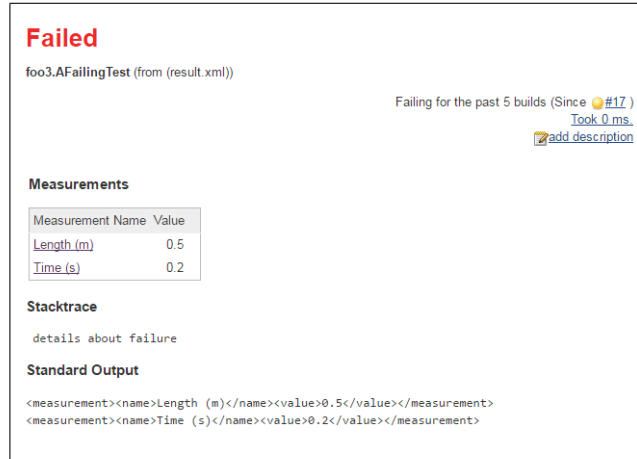 Failed
foo3.AFailingTest (from (result.xml))
Failing for the past 5 builds (Since #17 )
Took 0 ms.
add description
Measurements
Measurement Name Value
Length (m) 0.5
Time (s) 0.2
Stacktrace
details about failure
Standard Output
<measurement><name>Length (m)</name><value>0.5</value></measurement>
<measurement><name>Time (s)</name><value>0.2</value></measurement>